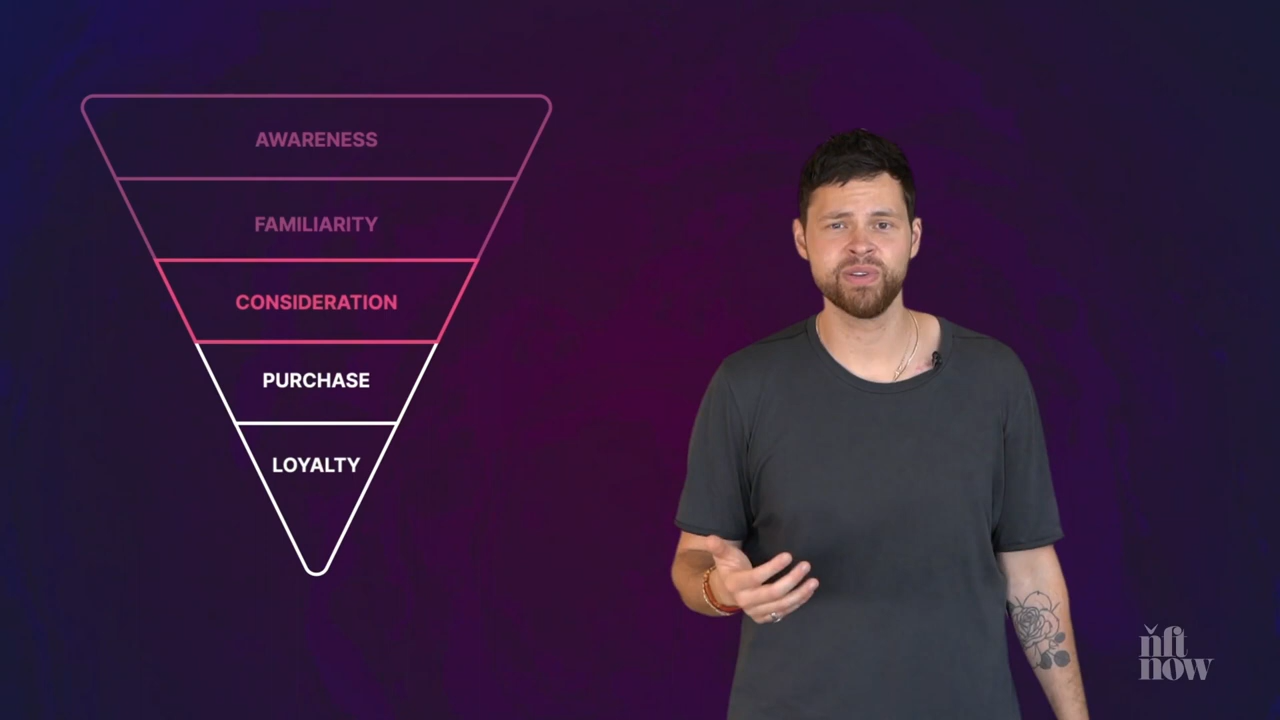 AWARENESS
FAMILIARITY
CONSIDERATION
PURCHASE
LOYALTY
nft
now